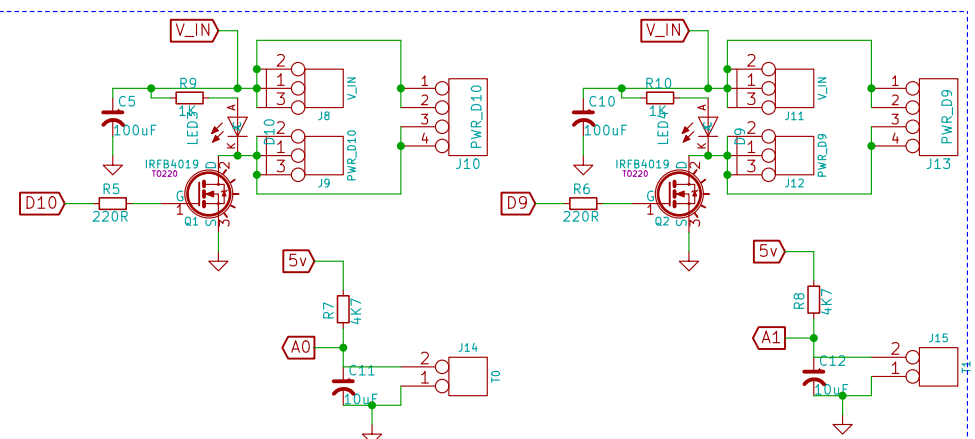 V_IN
R9
1K
C5
100uF
LED3
A
K
D10
2
1
3
J8
V_IN
2
1
3
J9
PWR_D10
1
2
3
4
PWR_D10
J10
IRFB4019
TO220
D
2
G
1
S
3
Q1
D10
R5
220R
V_IN
R10
1K
C10
100uF
LED4
A
K
D9
2
1
3
J11
V_IN
2
1
3
J12
PWR_D9
1
2
3
4
PWR_D9
J13
IRFB4019
TO220
D
2
G
1
S
3
Q2
D9
R6
220R
5v
R7
4K7
A0
C11
10uF
2
1
J14
T0
5v
R8
4K7
A1
C12
10uF
2
1
J15
T1